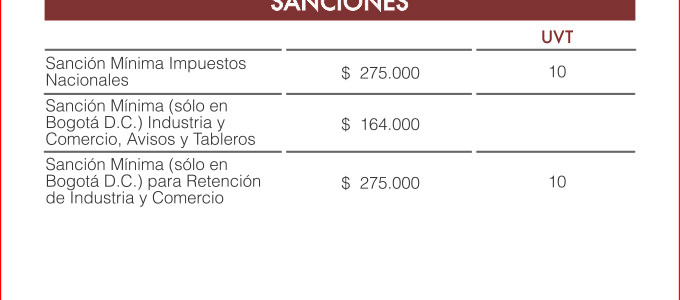 SANCIONES
UVT
Sanción Mínima Impuestos
Nacionales
$ 275.000
10
Sanción Mínima (sólo en
Bogotá D.C.) Industria y
Comercio, Avisos y Tableros
$ 164.000
Sanción Mínima (sólo en
Bogotá D.C.) para Retención
de Industria y Comercio
$ 275.000
10